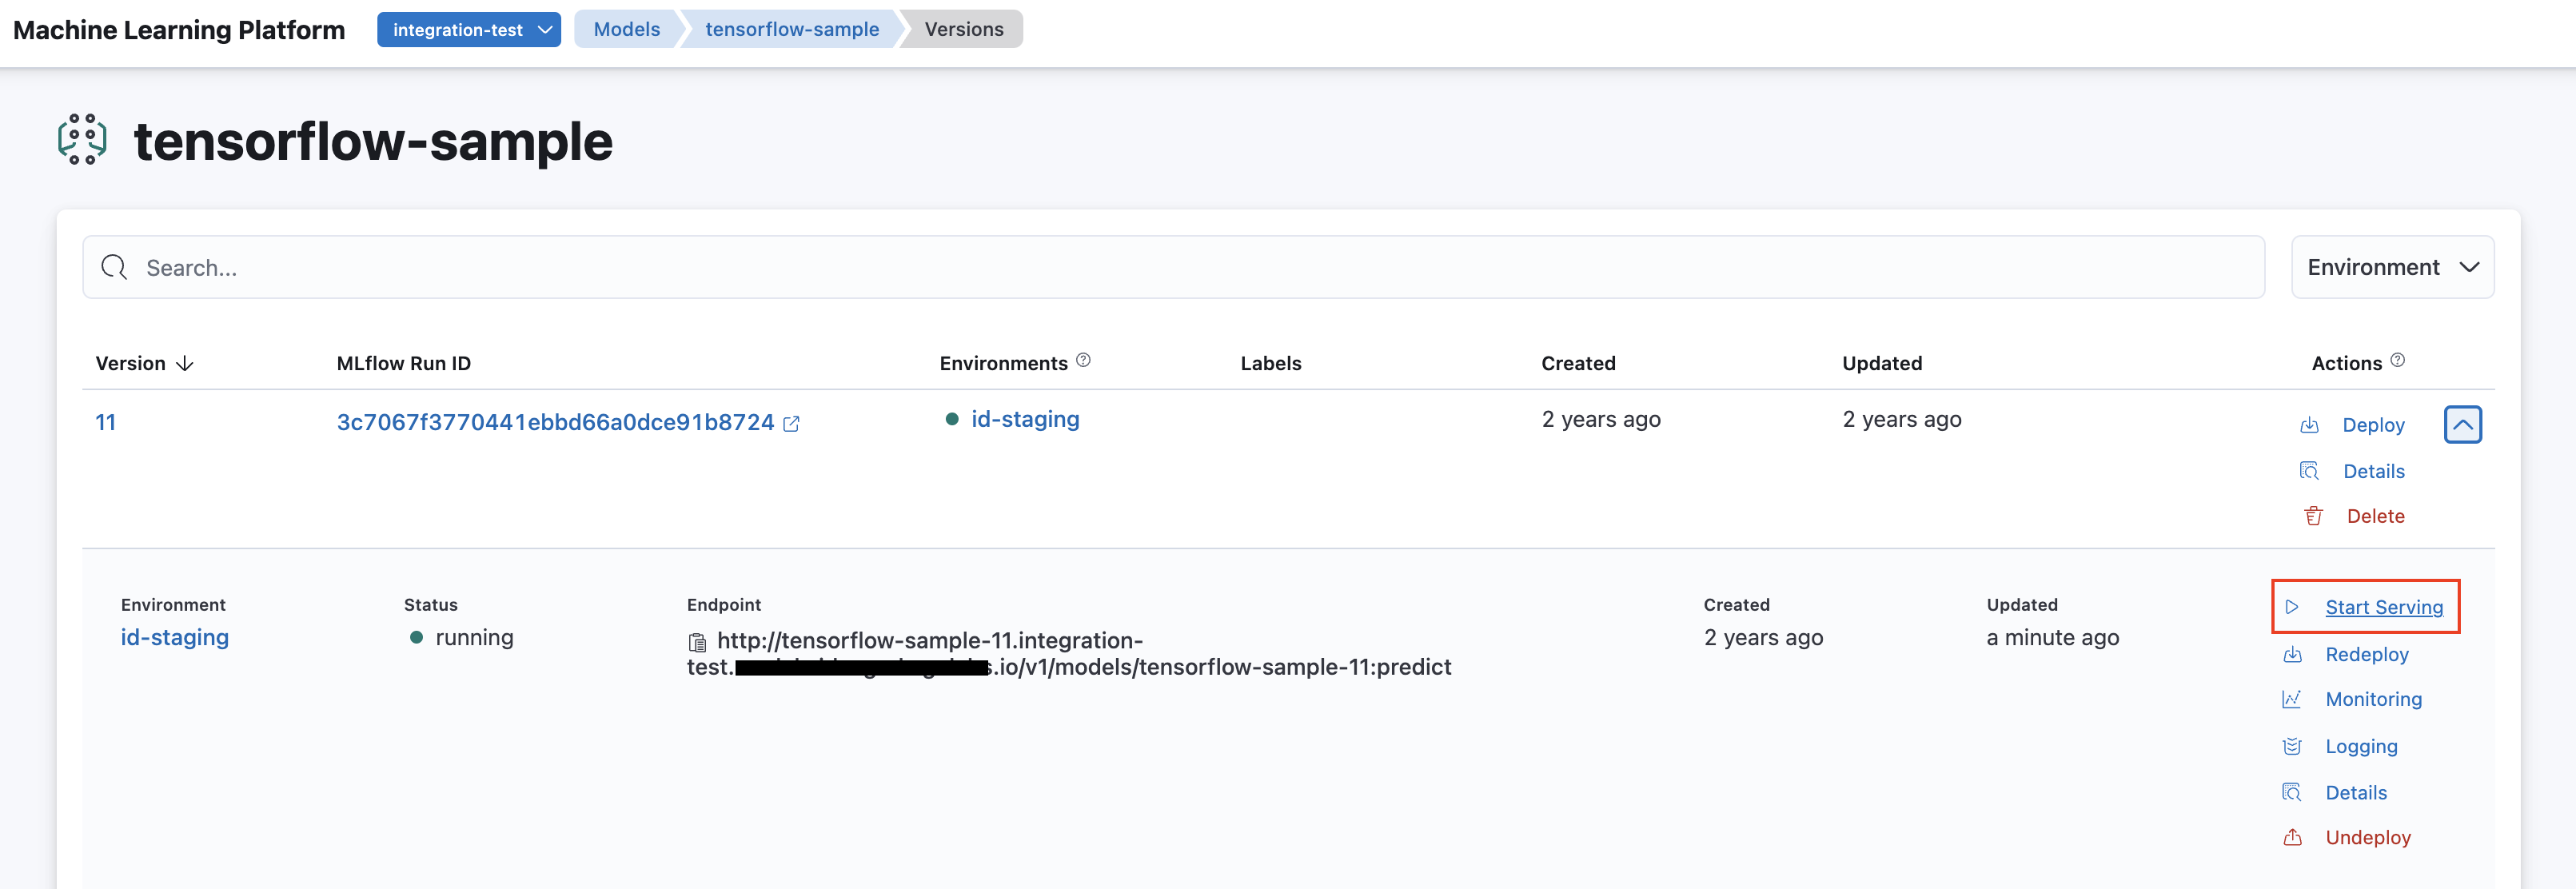 Machine Learning Platform integration-test Models tensorflow-sample Versions
tensorflow-sample
Search... Environment
Version MLflow Run ID Environments Labels Created Updated Actions
11 3c7067f3770441ebbd66a0dce91b8724 id-staging 2 years ago 2 years ago Deploy
Details
Delete
Environment Status Endpoint Created Updated
id-staging running http://tensorflow-sample-11.integration- 2 years ago a minute ago Start Serving
test. s.io/v1/models/tensorflow-sample-11:predict
Redeploy
Monitoring
Logging
Details
Undeploy